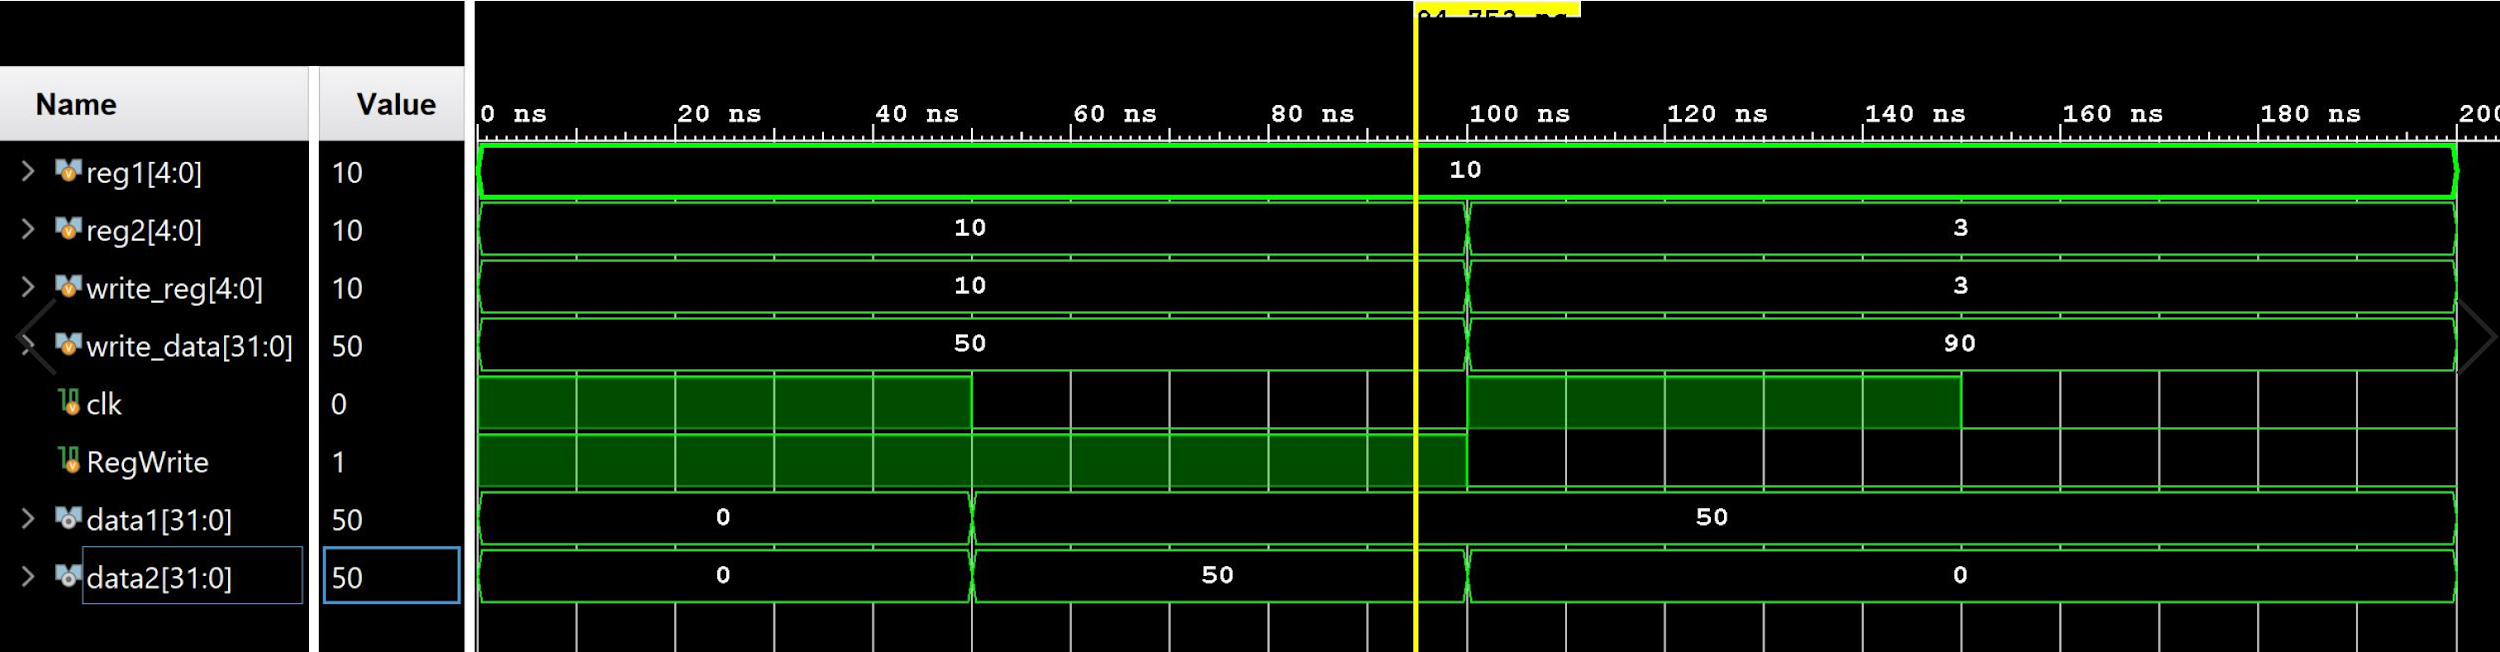 Name Value
0 ns 20 ns 40 ns 60 ns 80 ns 100 ns 120 ns 140 ns 160 ns 180 ns 200
reg1[4:0] 10 10
reg2[4:0] 10 10 3
write_reg[4:0] 10 10 3
write_data[31:0] 50 50 90
clk 0
RegWrite 1
data1[31:0] 50 0 50
data2[31:0] 50 0 50 0